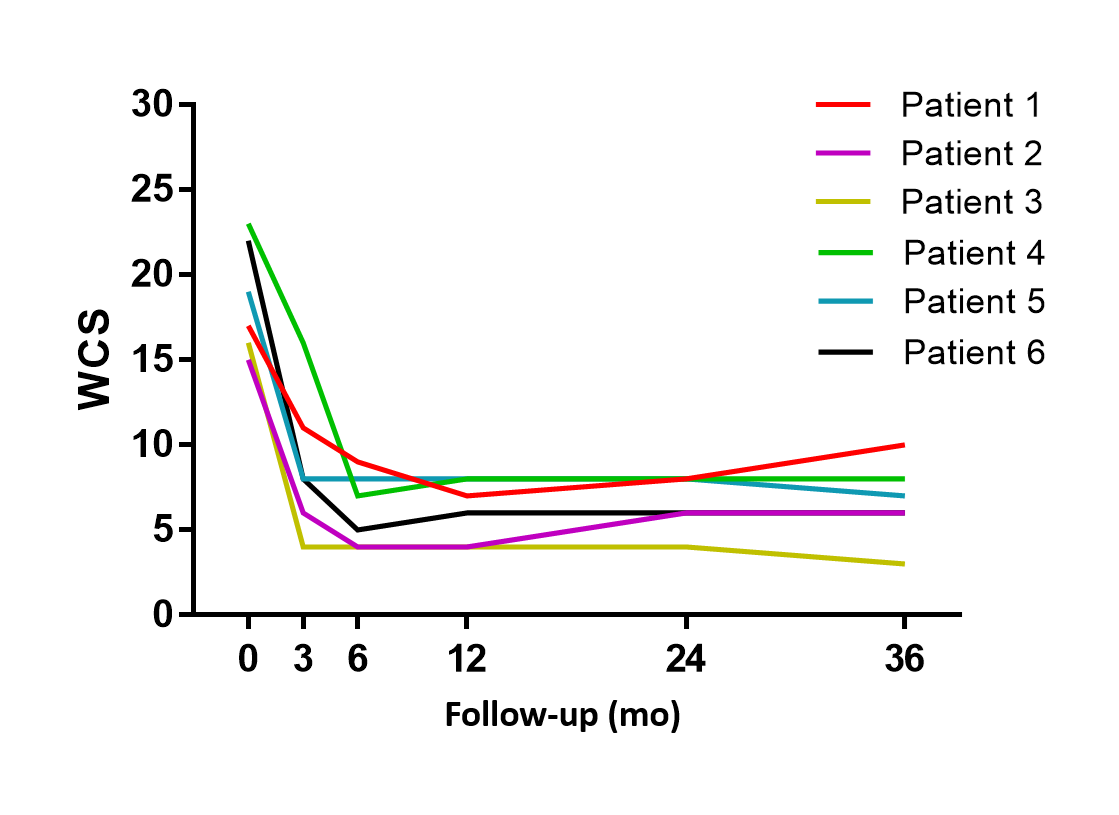 30
25
20
15
10
5
0
WCS
0 3 6 12 24 36
Follow-up (mo)
Patient 1
Patient 2
Patient 3
Patient 4
Patient 5
Patient 6